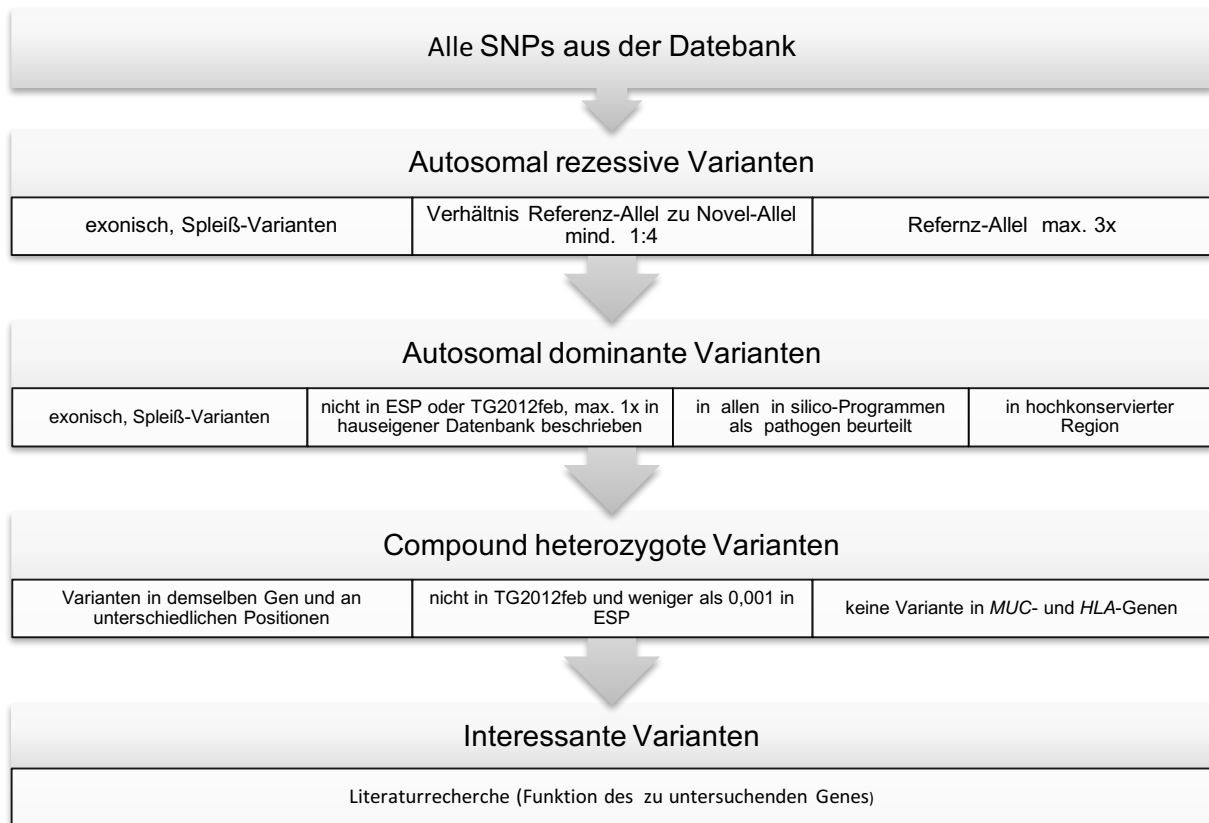 Alle SNPs aus der Datebank
Autosomal rezessive Varianten
exonisch, Spleiß-Varianten
Verhältnis Referenz-Allel zu Novel-Allel
mind. 1:4
Refernz-Allel max. 3x
Autosomal dominante Varianten
exonisch, Spleiß-Varianten
nicht in ESP oder TG2012feb, max. 1x in
hauseigener Datenbank beschrieben
in allen in silico-Programmen
als pathogen beurteilt
in hochkonservierter
Region
Compound heterozygote Varianten
Varianten in demselben Gen und an
unterschiedlichen Positionen
nicht in TG2012feb und weniger als 0,001 in
ESP
keine Variante in MUC- und HLA-Genen
Interessante Varianten
Literaturrecherche (Funktion des zu untersuchenden Genes)